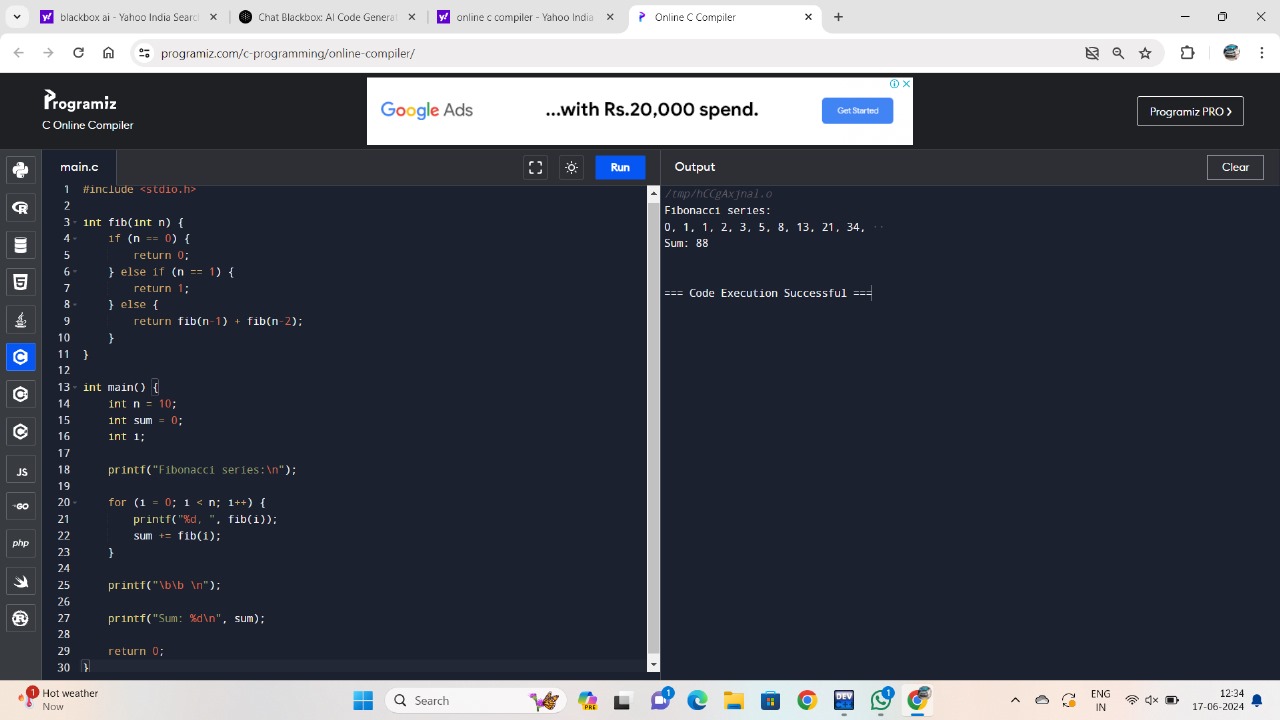 blackbox ai - Yahoo India Search
Chat Blackbox: AI Code Generat
online c compiler - Yahoo India
Online C Compiler
programiz.com/c-programming/online-compiler/
Programiz
C Online Compiler
Google Ads
...with Rs.20,000 spend.
Get Started
Programiz PRO >
main.c
Run
Output
Clear
1 #include <stdio.h>
2
3 int fib(int n) {
4     if (n == 0) {
5         return 0;
6     } else if (n == 1) {
7         return 1;
8     } else {
9         return fib(n-1) + fib(n-2);
10     }
11 }
12
13 int main() {
14     int n = 10;
15     int sum = 0;
16     int i;
17
18     printf("Fibonacci series:\n");
19
20     for (i = 0; i < n; i++) {
21         printf("%d, ", fib(i));
22         sum += fib(i);
23     }
24
25     printf("\b\b \n");
26
27     printf("Sum: %d\n", sum);
28
29     return 0;
30 }
/tmp/hCCgAxjnal.o
Fibonacci series:
0, 1, 1, 2, 3, 5, 8, 13, 21, 34,
Sum: 88
=== Code Execution Successful ===
JS
GO
php
1
Hot weather
Now
Search
PRE
1
DEV
1
ENG
IN
12:34
17-06-2024